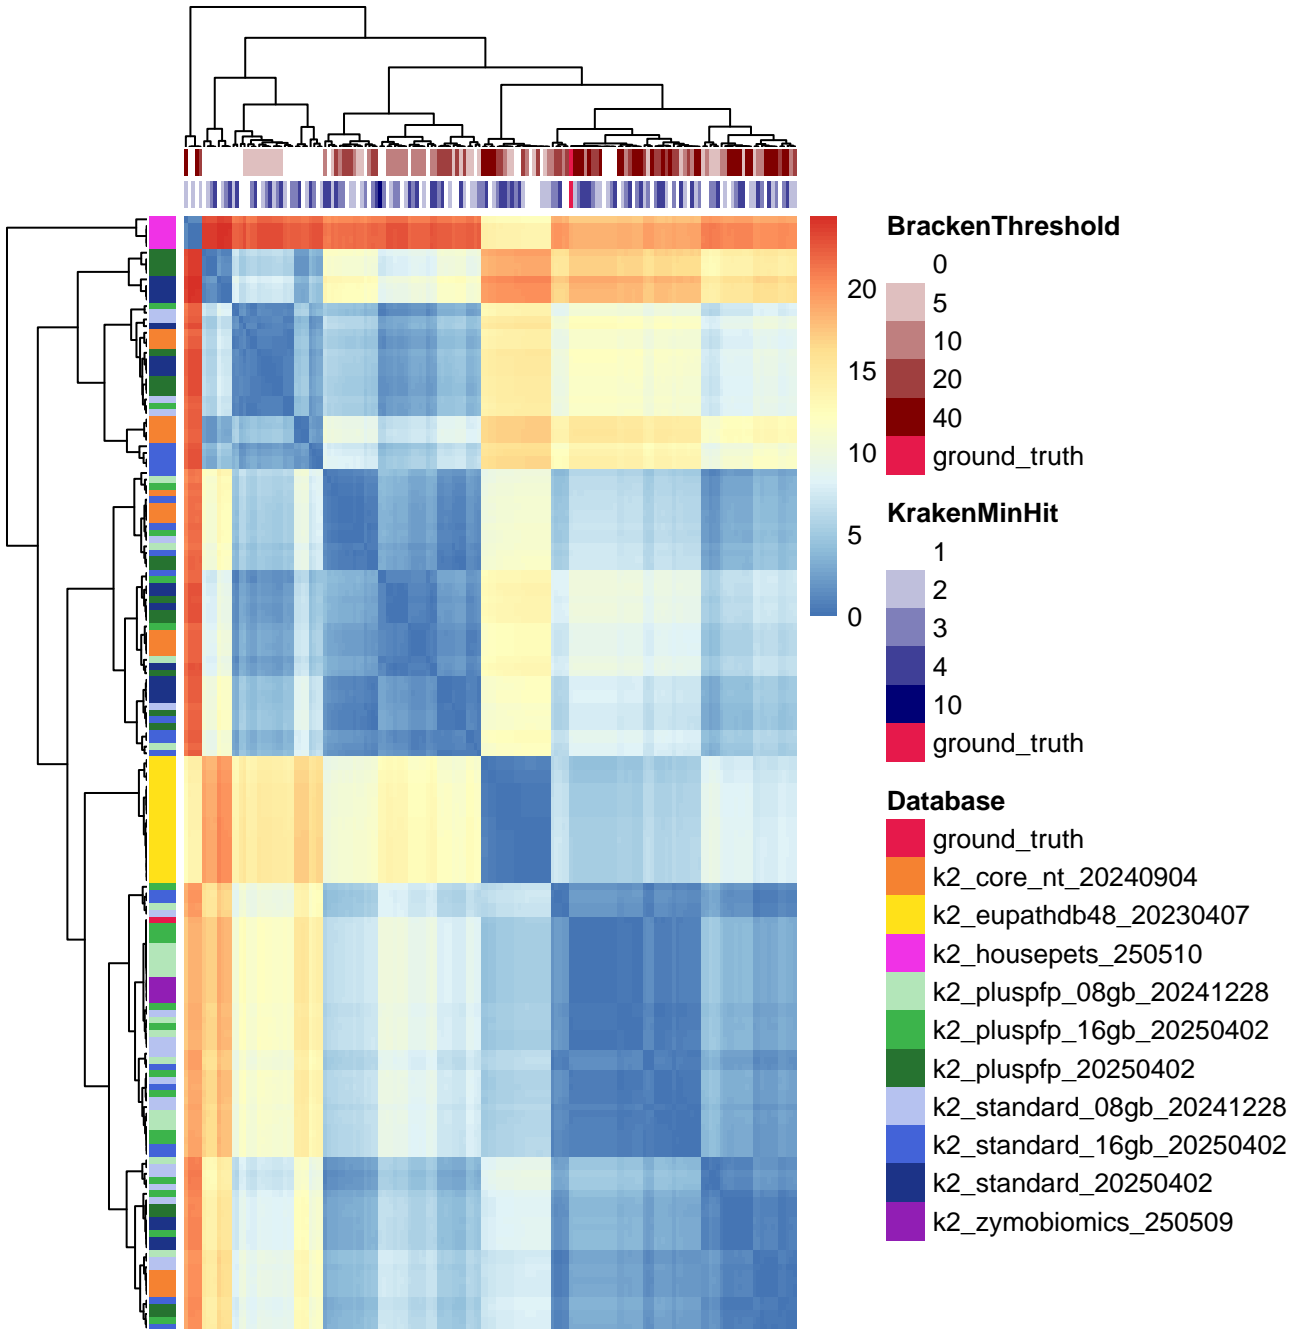 20
15
10
5
0
BrackenThreshold
0
5
10
20
40
ground_truth
KrakenMinHit
1
2
3
4
10
ground_truth
Database
ground_truth
k2_core_nt_20240904
k2_eupathdb48_20230407
k2_housepets_250510
k2_pluspfp_08gb_20241228
k2_pluspfp_16gb_20250402
k2_pluspfp_20250402
k2_standard_08gb_20241228
k2_standard_16gb_20250402
k2_standard_20250402
k2_zymobiomics_250509